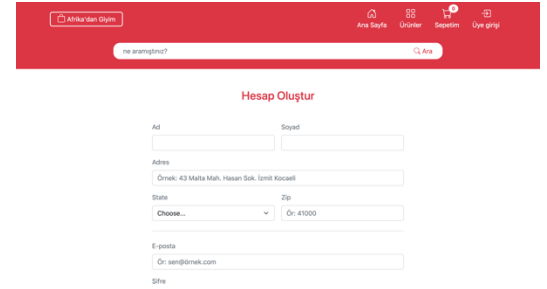 Afrika'dan Giyim
0
Ana Sayfa Ürünler Sepetim Üye girişi
ne aramıştınız? Ara
Hesap Oluştur
Ad Soyad
Adres
Örnek: 43 Malta Mah. Hasan Sok. İzmit Kocaeli
State Zip
Choose... Ör: 41000
E-posta
Ör: sen@örnek.com
Şifre